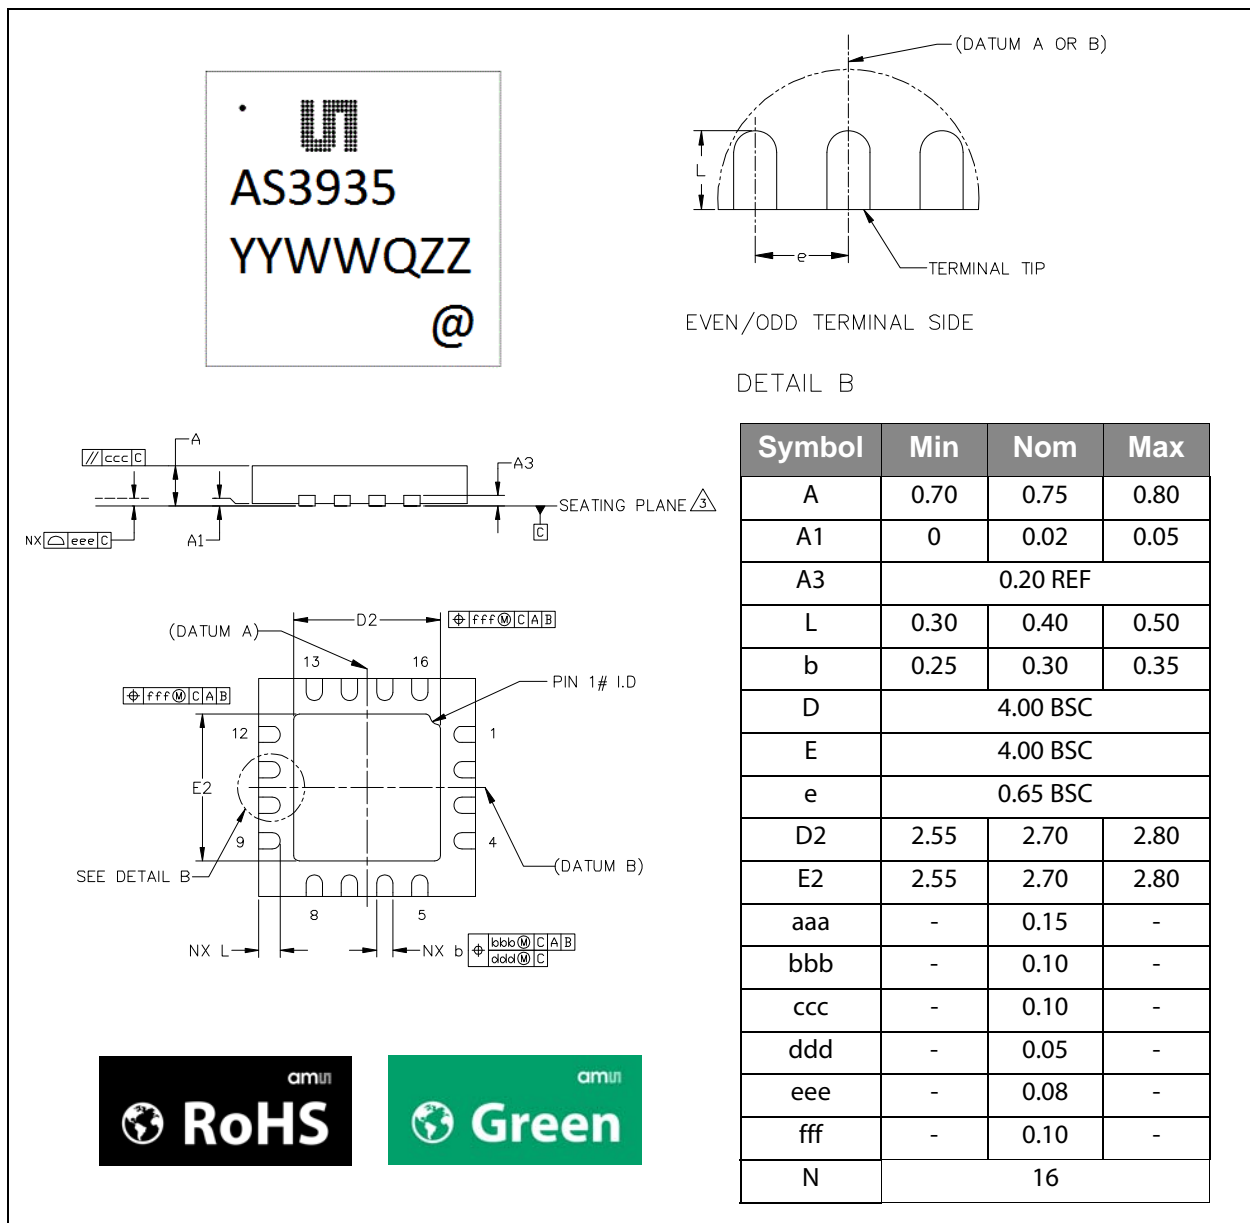 AS3935
YYWWQZZ
@
(DATUM A OR B)
L
e
TERMINAL TIP
EVEN/ODD TERMINAL SIDE
DETAIL B
// ccc C
A
A3
SEATING PLANE 3
C
NX eee C
A1
D2
fff Ⓜ C A B
(DATUM A)
13 16
PIN 1# I.D
fff Ⓜ C A B
12 1
E2
9 4
SEE DETAIL B
(DATUM B)
8 5
NX L
NX b
bbb Ⓜ C A B
ddd Ⓜ C
Symbol Min Nom Max
A 0.70 0.75 0.80
A1 0 0.02 0.05
A3 0.20 REF
L 0.30 0.40 0.50
b 0.25 0.30 0.35
D 4.00 BSC
E 4.00 BSC
e 0.65 BSC
D2 2.55 2.70 2.80
E2 2.55 2.70 2.80
aaa - 0.15 -
bbb - 0.10 -
ccc - 0.10 -
ddd - 0.05 -
eee - 0.08 -
fff - 0.10 -
N 16
amu
RoHS
amu
Green